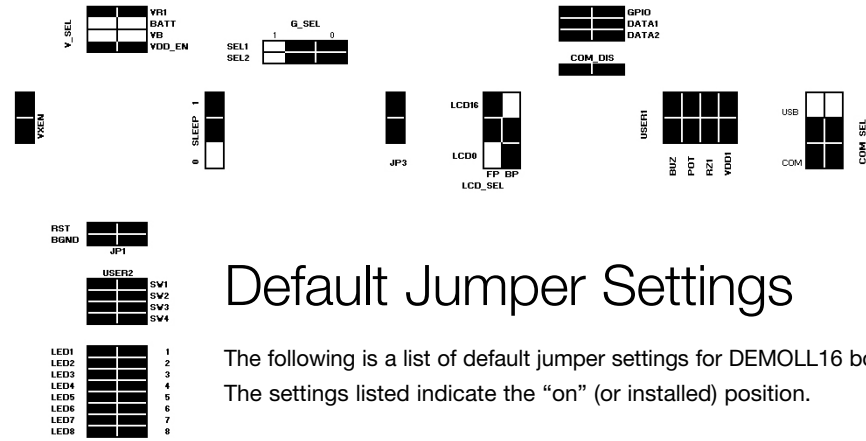 V_SEL
VR1
BATT
VB
VDD_EN
G_SEL
1 0
SEL1
SEL2
GPIO
DATA1
DATA2
COM_DIS
VXEN
0 SLEEP 1
JP3
LCD16
LCD0
FP BP
LCD_SEL
USER1
BUZ
POT
RZ1
VDD1
USB
COM
COM_SEL
RST
BGND
JP1
USER2
SW1
SW2
SW3
SW4
LED1 1
LED2 2
LED3 3
LED4 4
LED5 5
LED6 6
LED7 7
LED8 8
Default Jumper Settings
The following is a list of default jumper settings for DEMOLL16 bo
The settings listed indicate the “on” (or installed) position.